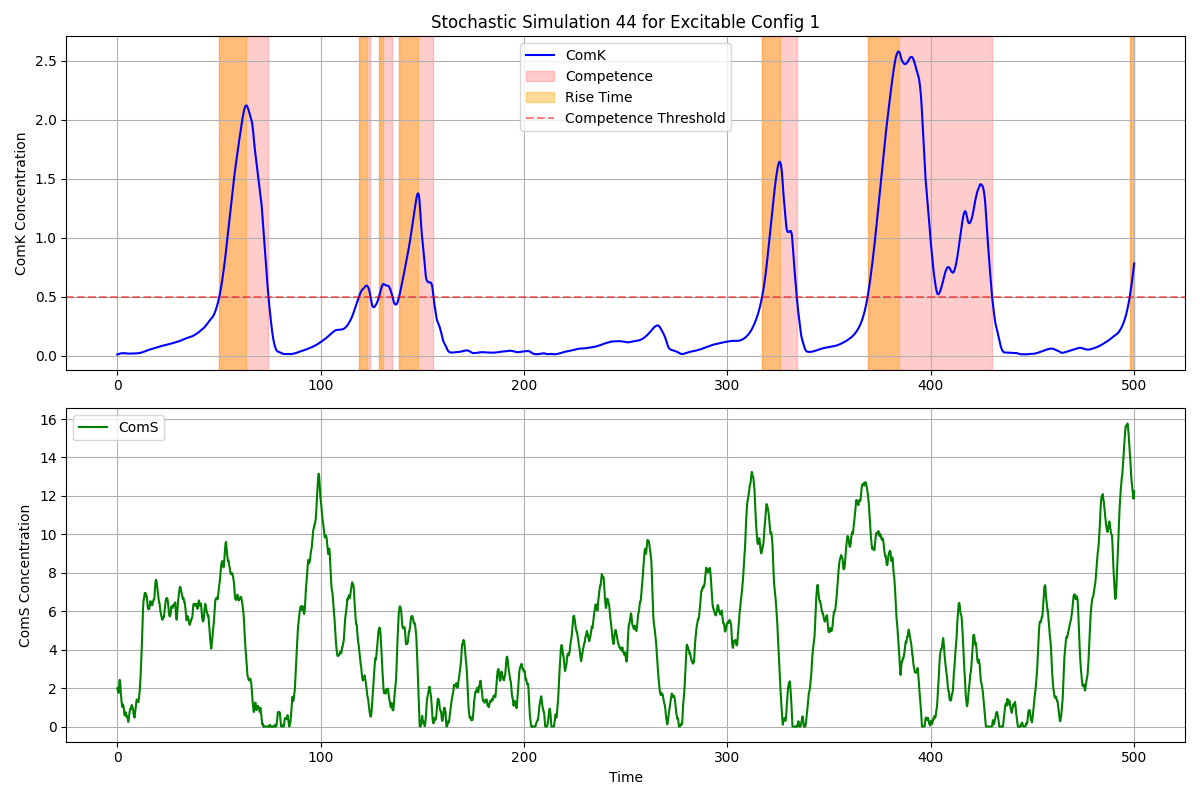 Stochastic Simulation 44 for Excitable Config 1
ComK
Competence
Rise Time
Competence Threshold
ComK Concentration
2.5
2.0
1.5
1.0
0.5
0.0
0 100 200 300 400 500
ComS
ComS Concentration
16
14
12
10
8
6
4
2
0
0 100 200 300 400 500
Time